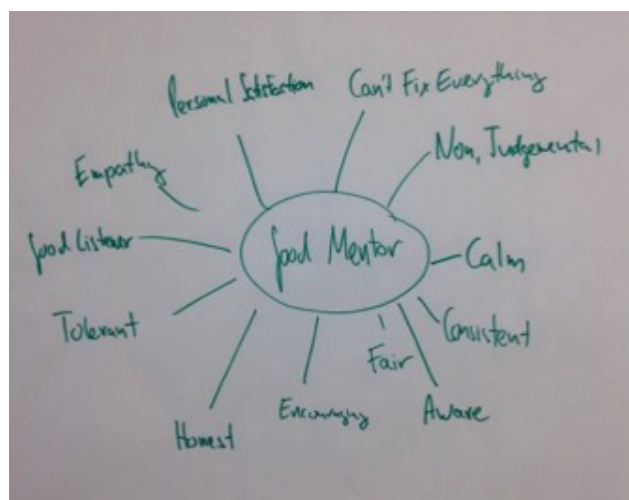 Personal Satisfaction
Can't Fix Everything
Non, Judgemental
Empathy
Good Listener
Good Mentor
Calm
Tolerant
Consistent
Fair
Encouraging
Aware
Honest